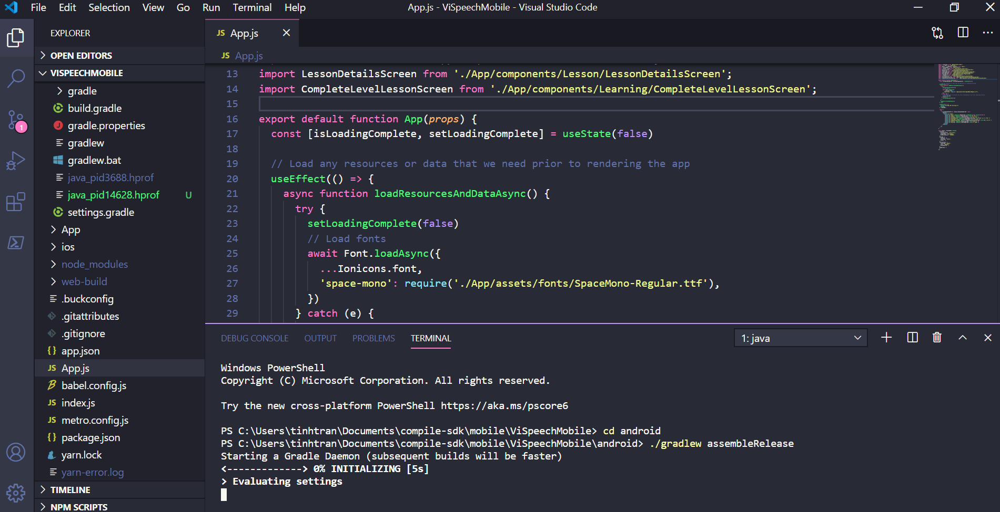 File Edit Selection View Go Run Terminal Help
App.js - ViSpeechMobile - Visual Studio Code
EXPLORER
OPEN EDITORS
VISPEECHMOBILE
gradle
build.gradle
J gradle.properties
gradlew
gradlew.bat
java_pid3688.hprof
java_pid14628.hprof U
settings.gradle
App
ios
node_modules
web-build
.buckconfig
.gitattributes
.gitignore
{} app.json
JS App.js
babel.config.js
JS index.js
JS metro.config.js
{} package.json
yarn.lock
yarn-error.log
TIMELINE
NPM SCRIPTS
1
JS App.js
JS App.js
13 import LessonDetailsScreen from './App/components/Lesson/LessonDetailsScreen';
14 import CompleteLevelLessonScreen from './App/components/Learning/CompleteLevelLessonScreen';
15
16 export default function App(props) {
17 const [isLoadingComplete, setLoadingComplete] = useState(false)
18
19 // Load any resources or data that we need prior to rendering the app
20 useEffect(() => {
21 async function loadResourcesAndDataAsync() {
22 try {
23 setLoadingComplete(false)
24 // Load fonts
25 await Font.loadAsync({
26 ...Ionicons.font,
27 'space-mono': require('./App/assets/fonts/SpaceMono-Regular.ttf'),
28 })
29 } catch (e) {
DEBUG CONSOLE OUTPUT PROBLEMS TERMINAL
1: java
Windows PowerShell
Copyright (C) Microsoft Corporation. All rights reserved.
Try the new cross-platform PowerShell https://aka.ms/pscore6
PS C:\Users\tinhtran\Documents\compile-sdk\mobile\ViSpeechMobile> cd android
PS C:\Users\tinhtran\Documents\compile-sdk\mobile\ViSpeechMobile\android> ./gradlew assembleRelease
Starting a Gradle Daemon (subsequent builds will be faster)
<-------------> 0% INITIALIZING [5s]
> Evaluating settings